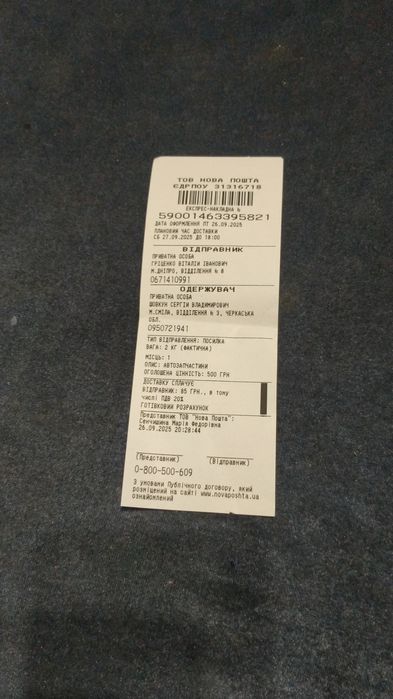 ТОВ НОВА ПОШТА
ЄДРПОУ 31316718
ЕКСПРЕС-НАКЛАДНА №
59001463395821
ДАТА ОФОРМЛЕННЯ ПТ 26.09.2025
ПЛАНОВИЙ ЧАС ДОСТАВКИ
СБ 27.09.2025 ДО 18:00
ВІДПРАВНИК
ПРИВАТНА ОСОБА
ГРІЦЕНКО ВІТАЛІЙ ІВАНОВИЧ
М.ДНІПРО, ВІДДІЛЕННЯ № 8
0671410991
ОДЕРЖУВАЧ
ПРИВАТНА ОСОБА
ШОВКУН СЕРГІЙ ВЛАДИМИРОВИЧ
М.СМІЛА, ВІДДІЛЕННЯ № 3, ЧЕРКАСЬКА
ОБЛ.
0950721941
ТИП ВІДПРАВЛЕННЯ: ПОСИЛКА
ВАГА: 2 КГ (ФАКТИЧНА)
МІСЦЬ: 1
ОПИС: АВТОЗАПЧАСТИНИ
ОГОЛОШЕНА ЦІННІСТЬ: 500 ГРН
ДОСТАВКУ СПЛАЧУЄ
ВІДПРАВНИК: 85 ГРН., в тому
числі ПДВ 20%
ГОТІВКОВИЙ РОЗРАХУНОК
Представник ТОВ "Нова Пошта":
Сенчишина Марія Федорівна
26.09.2025 20:28:44
(Представник) (Відправник)
0-800-500-609
З умовами Публічного договору, який
розміщений на сайті www.novaposhta.ua
ознайомлений